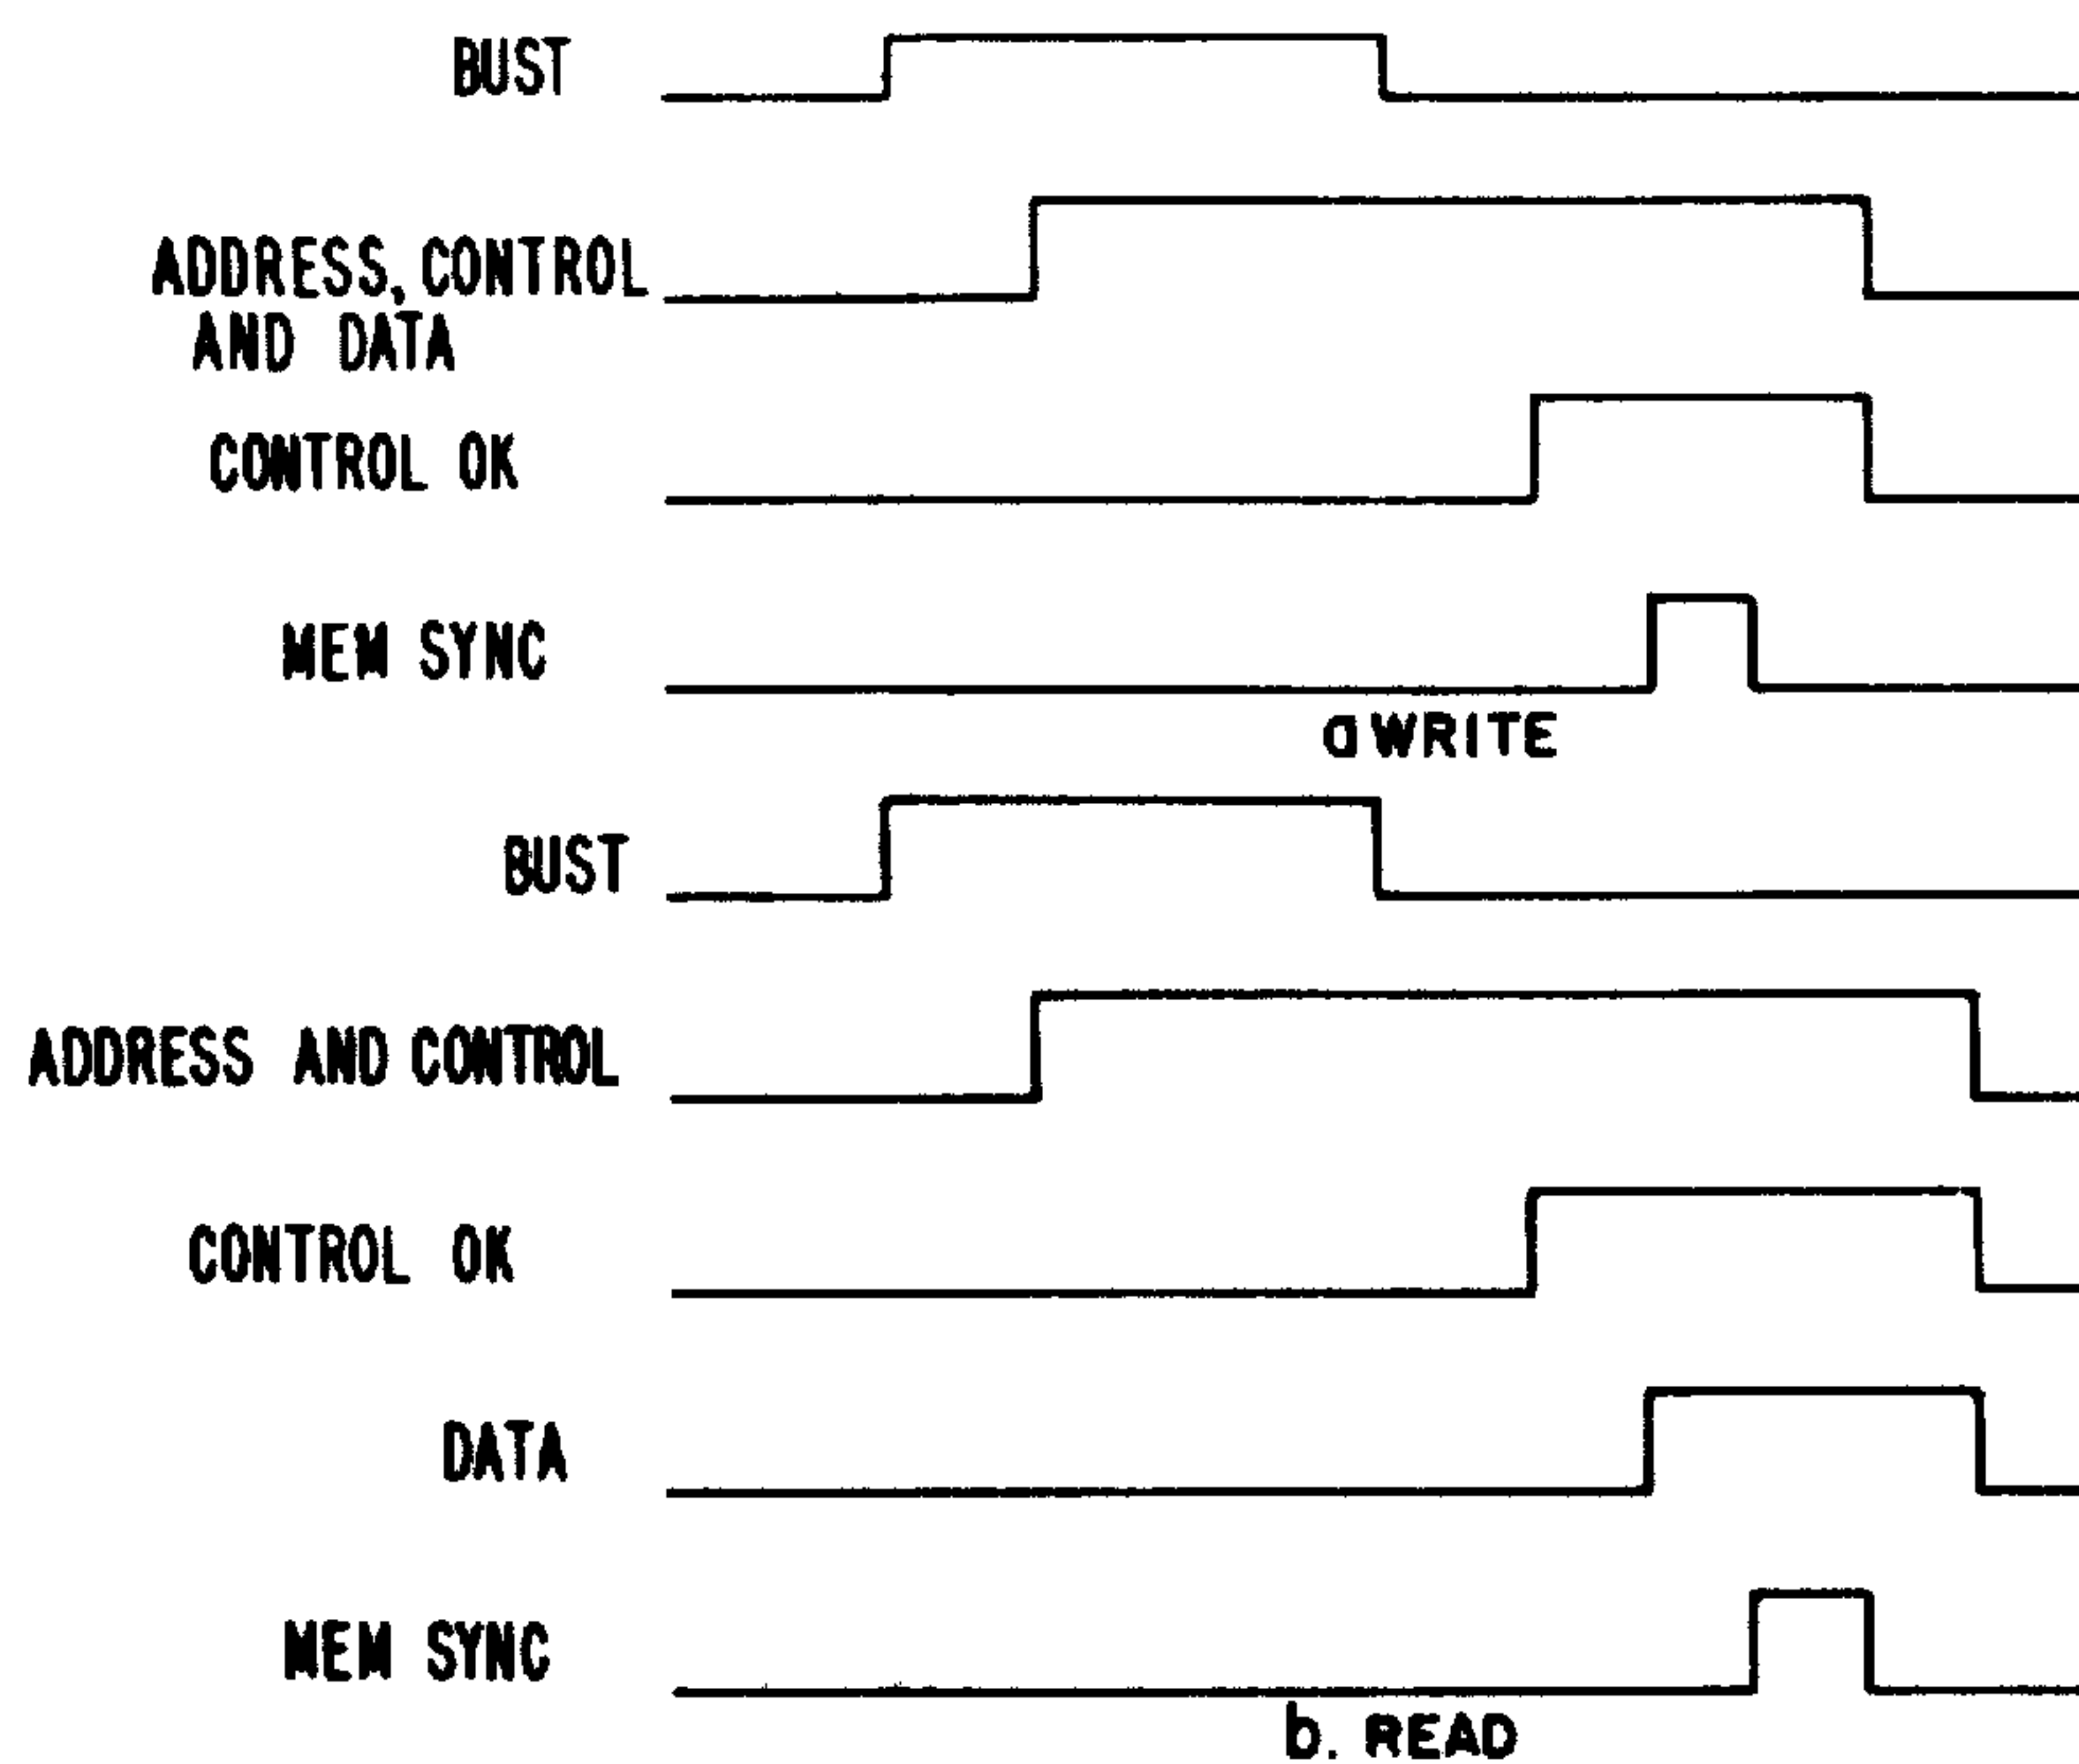 BUST
ADDRESS, CONTROL
AND DATA
CONTROL OK
MEM SYNC
a WRITE
BUST
ADDRESS AND CONTROL
CONTROL OK
DATA
MEM SYNC
b. READ